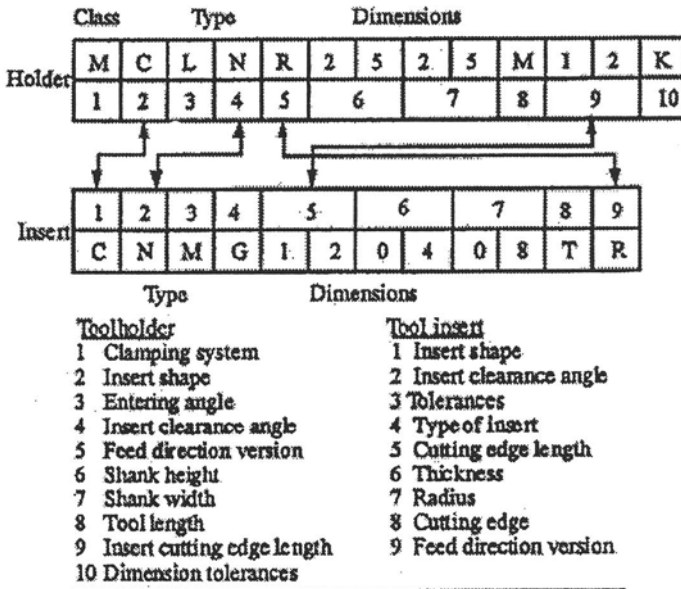 Class Type Dimensions
Holder M C L N R 2 5 2 5 M 1 2 K
1 2 3 4 5 6 7 8 9 10
Insert 1 2 3 4 5 6 7 8 9
C N M G 1 2 0 4 0 8 T R
Type Dimensions
Toolholder
1 Clamping system
2 Insert shape
3 Entering angle
4 Insert clearance angle
5 Feed direction version
6 Shank height
7 Shank width
8 Tool length
9 Insert cutting edge length
10 Dimension tolerances
Tool insert
1 Insert shape
2 Insert clearance angle
3 Tolerances
4 Type of insert
5 Cutting edge length
6 Thickness
7 Radius
8 Cutting edge
9 Feed direction version